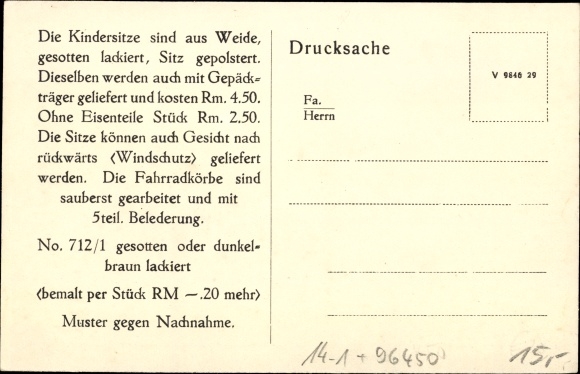 Die Kindersitze sind aus Weide,
gesotten lackiert, Sitz gepolstert.
Dieselben werden auch mit Gepäck-
träger geliefert und kosten Rm. 4.50.
Ohne Eisenteile Stück Rm. 2.50.
Die Sitze können auch Gesicht nach
rückwärts (Windschutz) geliefert
werden. Die Fahrradkörbe sind
sauberst gearbeitet und mit
5teil. Belederung.
No. 712/1 gesotten oder dunkel-
braun lackiert
(bemalt per Stück RM —.20 mehr)
Muster gegen Nachnahme.
Drucksache
V 9846 29
Fa.
Herrn
14-1 + 96450
15,-